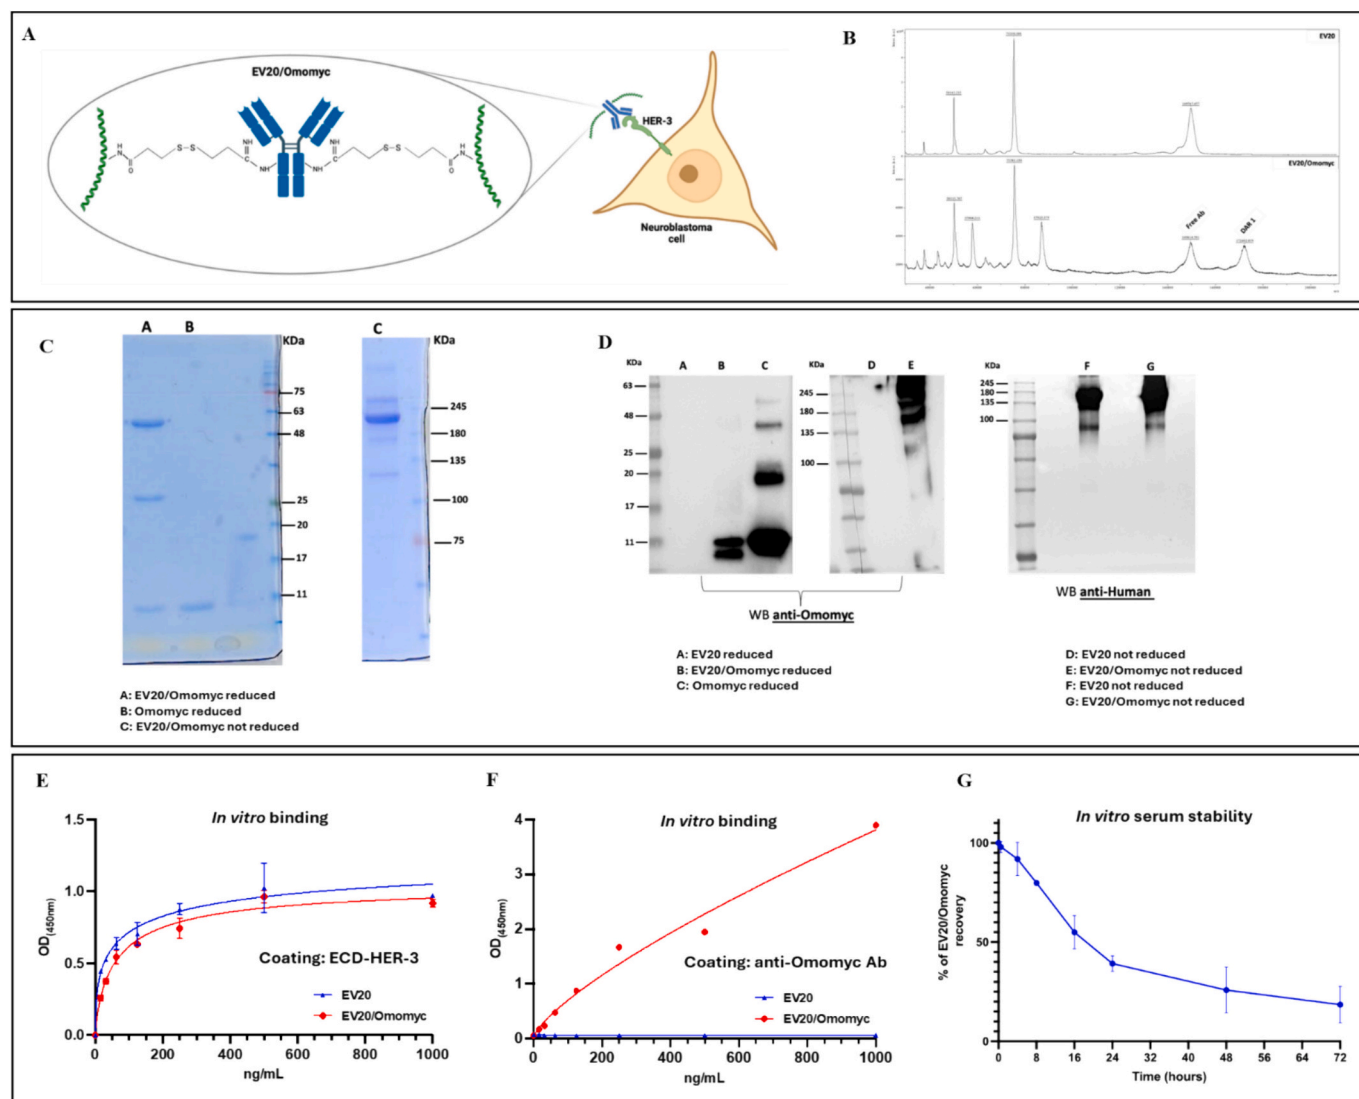 A
EV20/Omomyc
HER-3
NH
NH
H
N
O
S
S
NH
NH
S
S
O
H
N
Neuroblastoma
cell
B
EV20
EV20/Omomyc
Free Ab
DAR 1
C
A B
KDa
75
63
48
25
20
17
11
C
KDa
245
180
135
100
75
A: EV20/Omomyc reduced
B: Omomyc reduced
C: EV20/Omomyc not reduced
D
KDa A B C
63
48
25
20
17
11
KDa D E
245
180
135
100
WB anti-Omomyc
KDa F G
245
180
135
100
WB anti-Human
A: EV20 reduced
B: EV20/Omomyc reduced
C: Omomyc reduced
D: EV20 not reduced
E: EV20/Omomyc not reduced
F: EV20 not reduced
G: EV20/Omomyc not reduced
E
In vitro binding
OD(450nm)
1.5
1.0
0.5
0.0
Coating: ECD-HER-3
EV20
EV20/Omomyc
0 200 400 600 800 1000
ng/mL
F
In vitro binding
OD(450nm)
4
3
2
1
0
Coating: anti-Omomyc Ab
EV20
EV20/Omomyc
0 200 400 600 800 1000
ng/mL
G
In vitro serum stability
% of EV20/Omomyc
recovery
100
50
0
0 8 16 24 32 40 48 56 64 72
Time (hours)